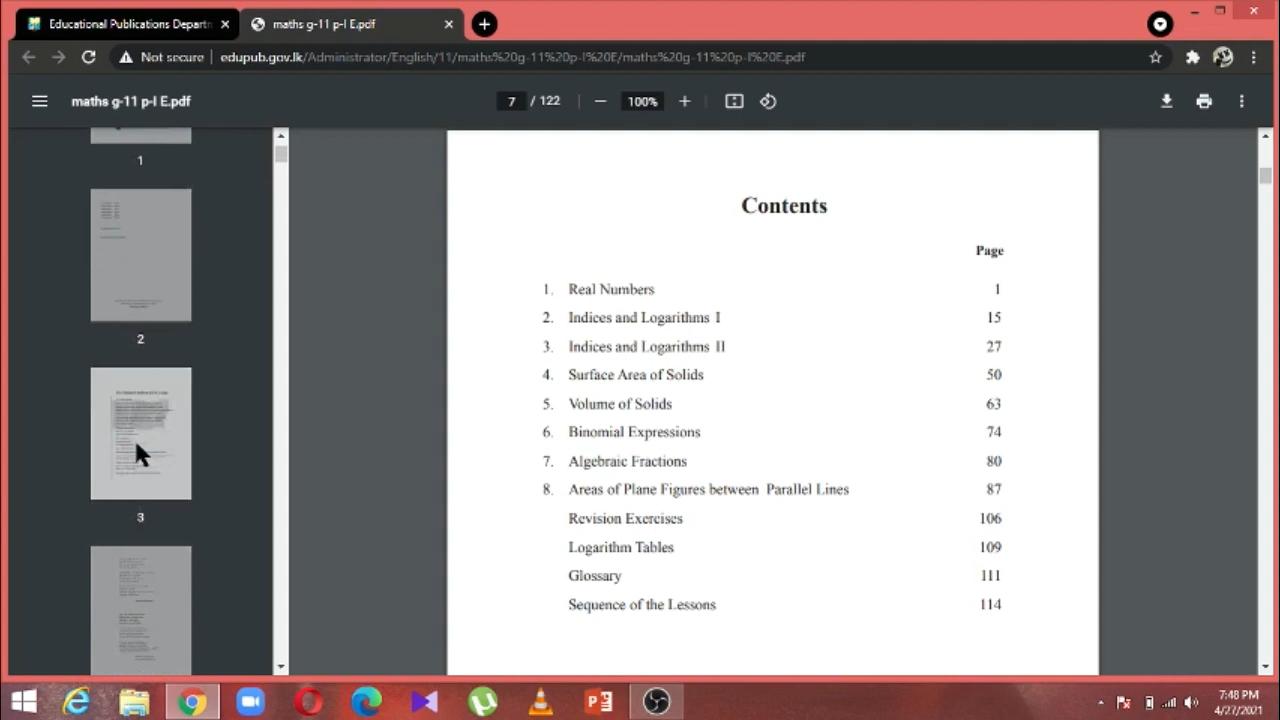 Educational Publications Departm
maths g-11 p-I E.pdf
Not secure
edupub.gov.lk/Administrator/English/11/maths%20g-11%20p-I%20E/maths%20g-11%20p-I%20E.pdf
maths g-11 p-I E.pdf
7 / 122
100%
1
2
3
Contents
Page
1. Real Numbers 1
2. Indices and Logarithms I 15
3. Indices and Logarithms II 27
4. Surface Area of Solids 50
5. Volume of Solids 63
6. Binomial Expressions 74
7. Algebraic Fractions 80
8. Areas of Plane Figures between Parallel Lines 87
Revision Exercises 106
Logarithm Tables 109
Glossary 111
Sequence of the Lessons 114
7:48 PM
4/27/2021